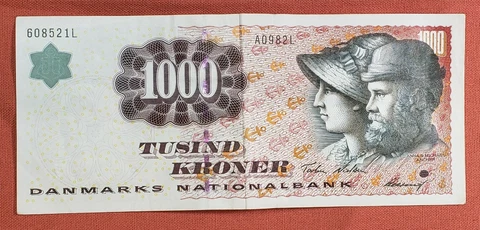 608521L
A0982L
1000
1000
TUSIND
KRONER
DANMARKS NATIONALBANK